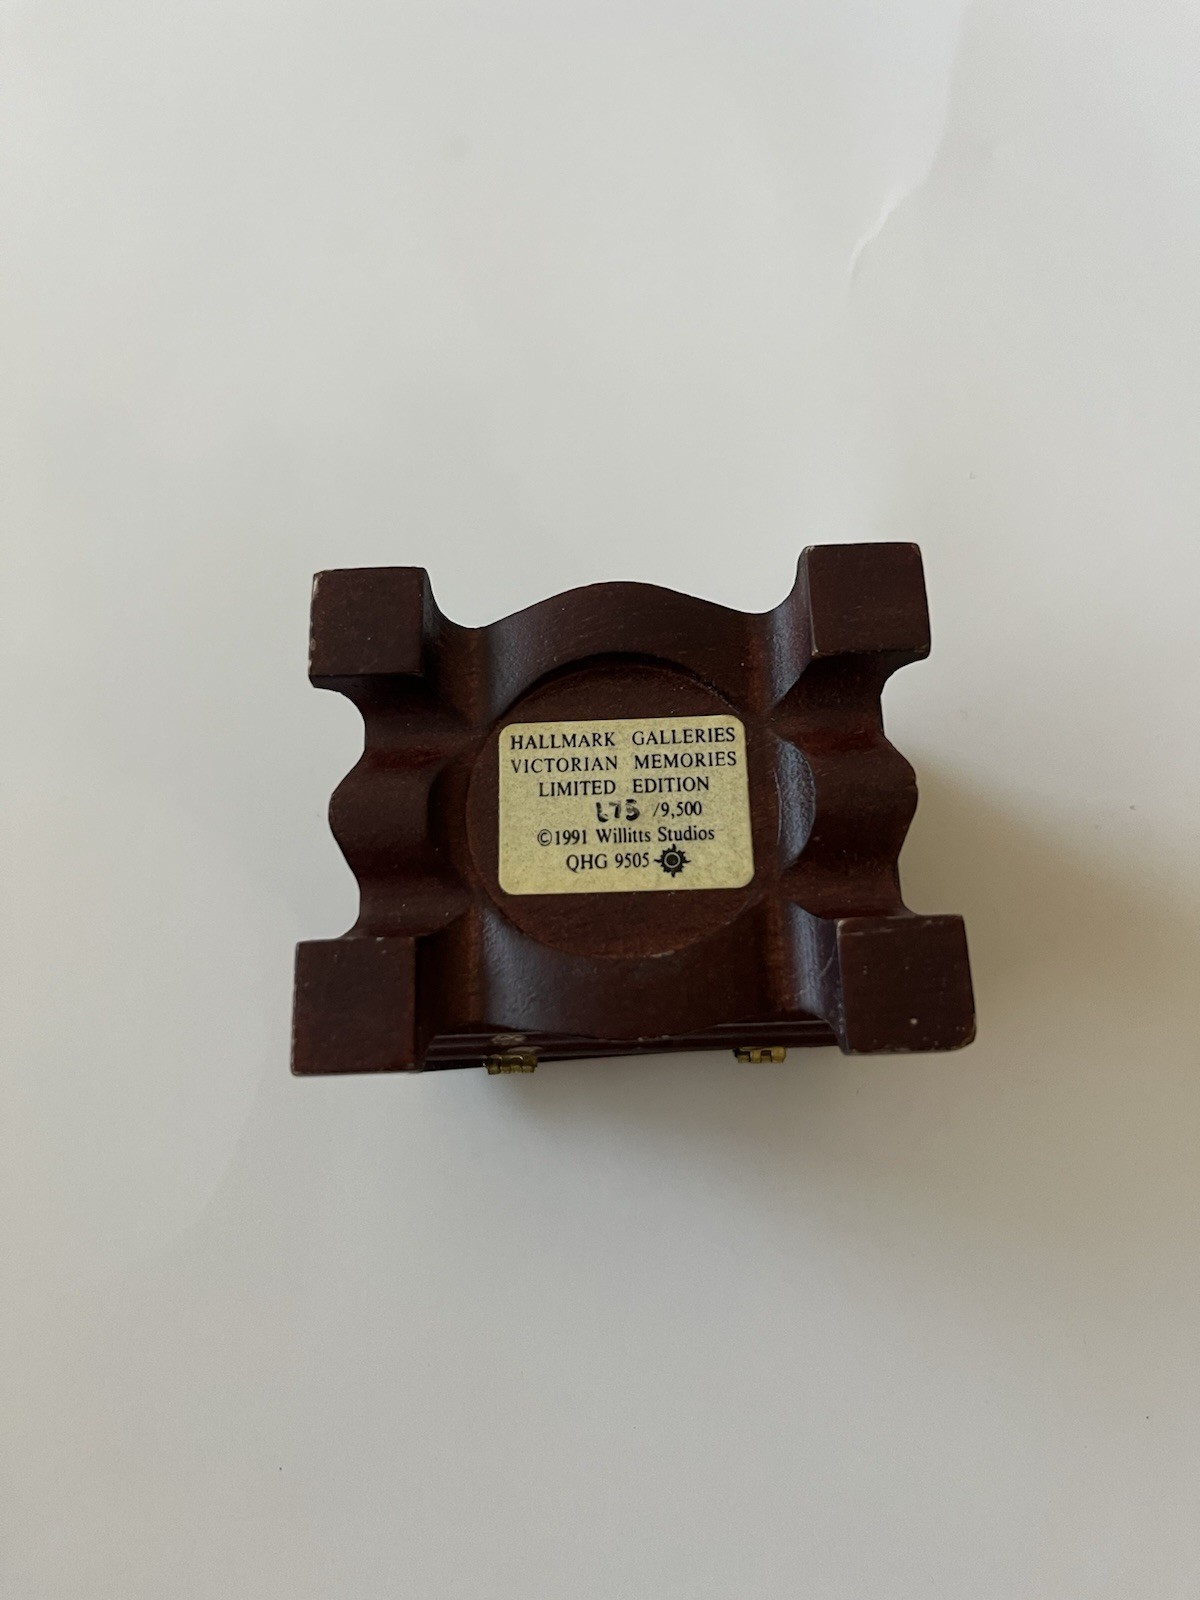 HALLMARK GALLERIES
VICTORIAN MEMORIES
LIMITED EDITION
/9,500
©1991 Willitts Studios
QHG 9505